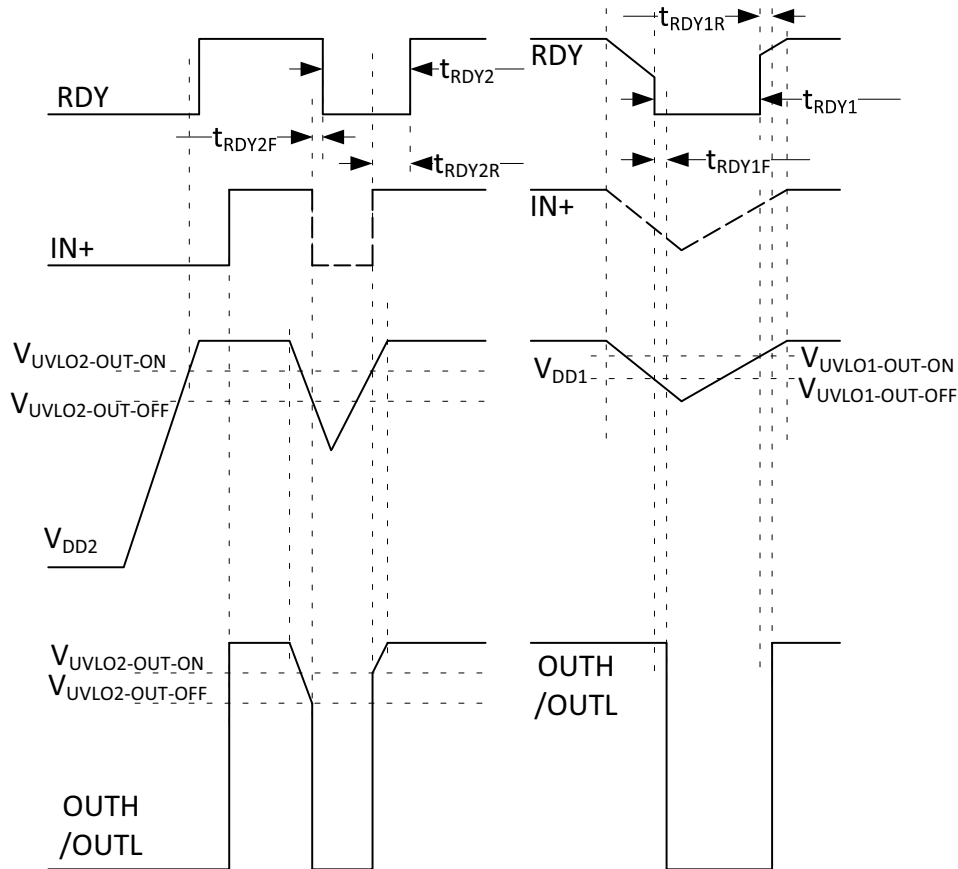 RDY
tRDY2
tRDY2F
tRDY2R
IN+
VUVLO2-OUT-ON
VUVLO2-OUT-OFF
VDD2
VUVLO2-OUT-ON
VUVLO2-OUT-OFF
OUTH
/OUTL
tRDY1R
RDY
tRDY1
tRDY1F
IN+
VDD1
VUVLO1-OUT-ON
VUVLO1-OUT-OFF
OUTH
/OUTL